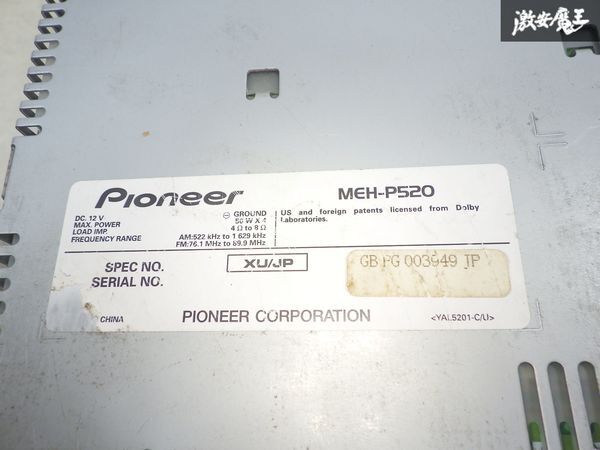 激安魔王
Pioneer
MEH-P520
DC. 12 V
MAX. POWER
LOAD IMP.
FREQUENCY RANGE
⊖ GROUND
50 W X 4
4 Ω to 8 Ω
AM:522 kHz to 1 629 kHz
FM:76.1 MHz to 89.9 MHz
US and foreign patents licensed from Dolby
Laboratories.
SPEC NO.
XU/JP
SERIAL NO.
GB PG 003949 JP
CHINA
PIONEER CORPORATION
<YAL5201-C/U>